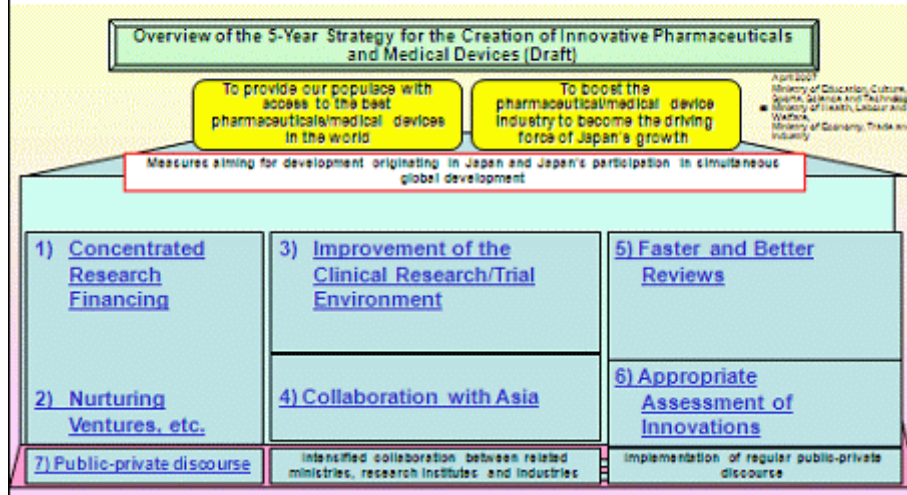 Overview of the 5-Year Strategy for the Creation of Innovative Pharmaceuticals
and Medical Devices (Draft)
April 2007
Ministry of Education, Culture,
Sports, Science and Technology
Ministry of Health, Labour and
Welfare,
Ministry of Economy, Trade and
Industry
To provide our populace with
access to the best
pharmaceuticals/medical devices
in the world
To boost the
pharmaceutical/medical device
industry to become the driving
force of Japan's growth
Measures aiming for development originating in Japan and Japan's participation in simultaneous
global development
1) Concentrated
Research
Financing
2) Nurturing
Ventures, etc.
3) Improvement of the
Clinical Research/Trial
Environment
4) Collaboration with Asia
5) Faster and Better
Reviews
6) Appropriate
Assessment of
Innovations
7) Public-private discourse
Intensified collaboration between related
ministries, research institutes and industries
Implementation of regular public-private
discourse